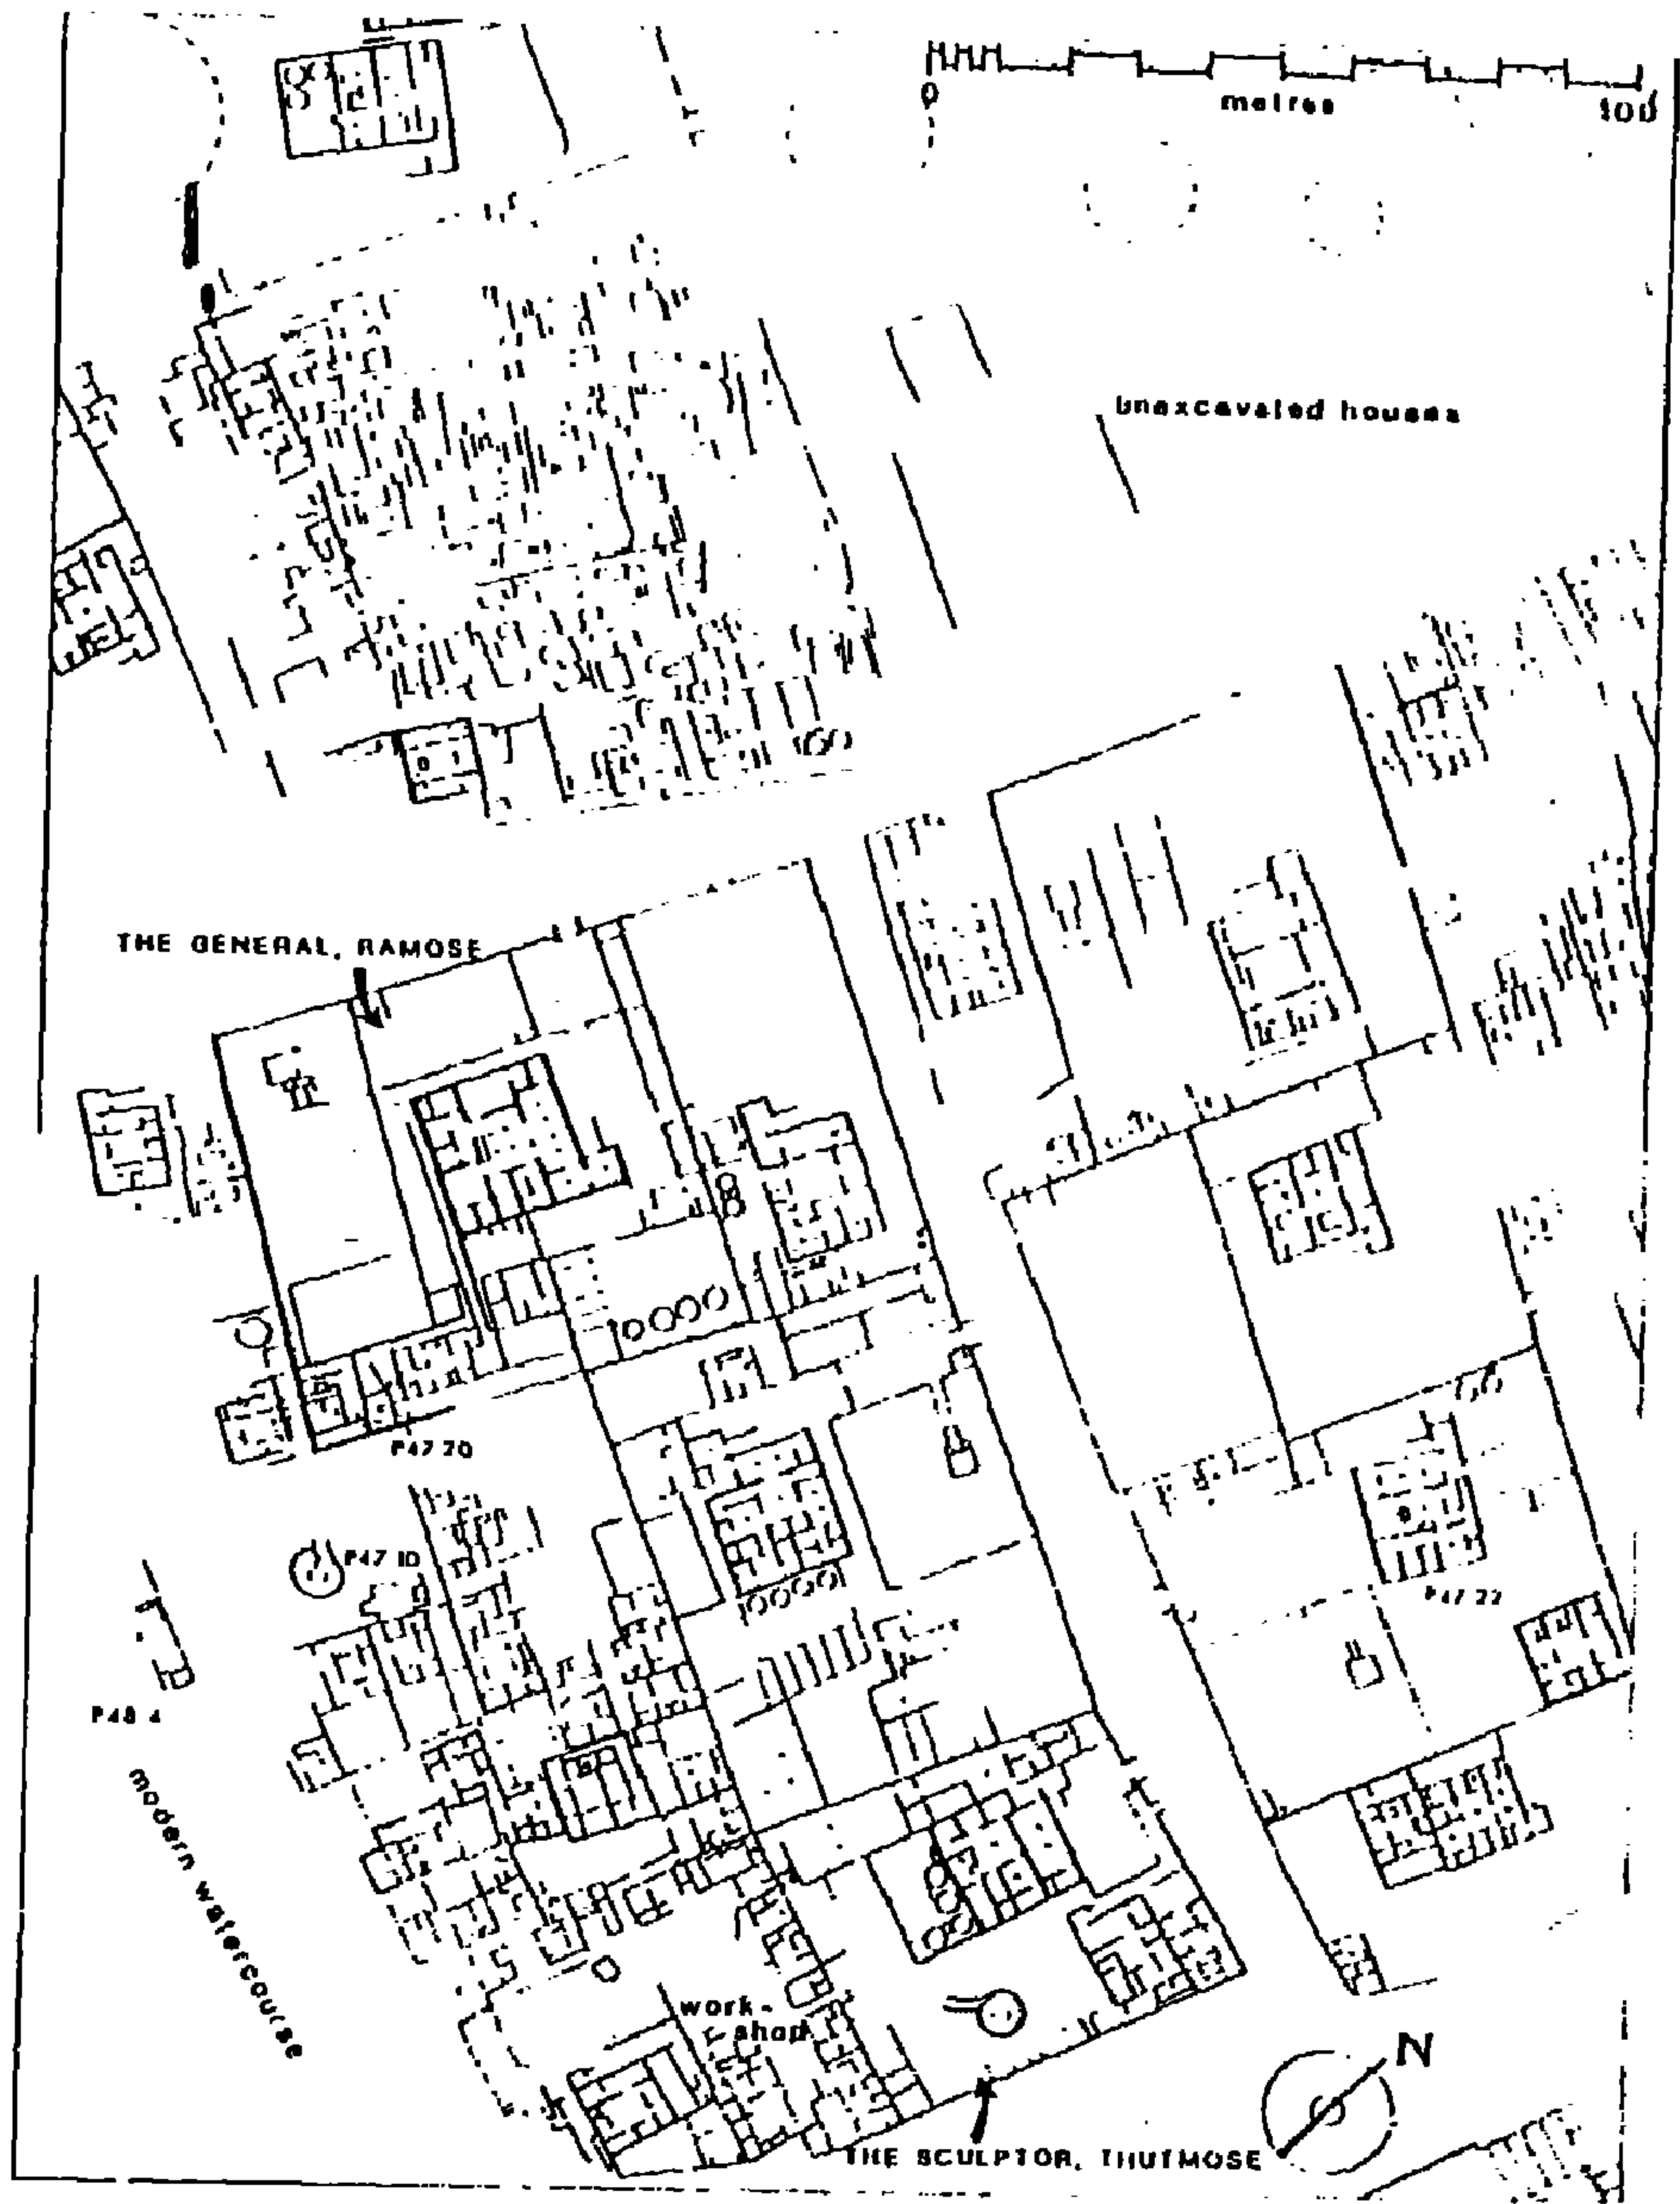 0
metres
100
Unexcavated houses
THE GENERAL, RAMOSE
P47 20
P47 10
P47 22
P48 4
modern watercourse
work-
shop
N
THE SCULPTOR, THUTMOSE